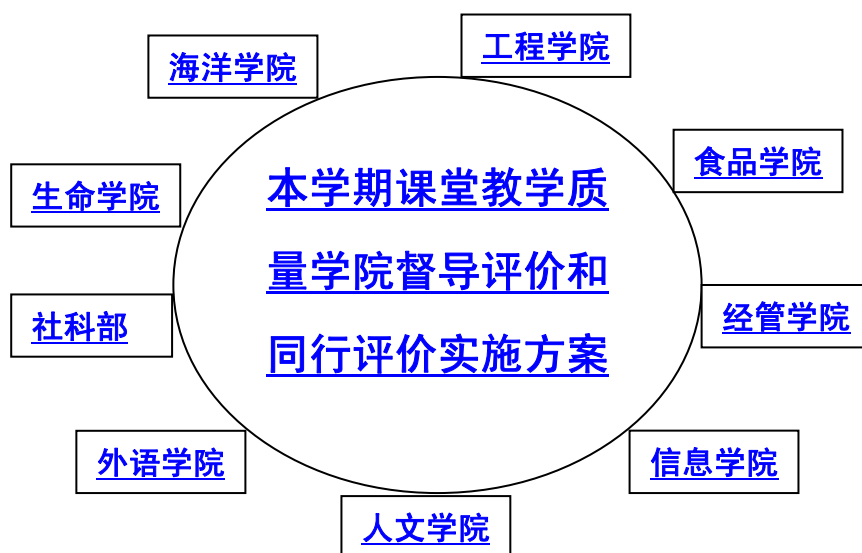 工程学院
海洋学院
食品学院
生命学院
本学期课堂教学质
量学院督导评价和
同行评价实施方案
社科部
经管学院
外语学院
信息学院
人文学院